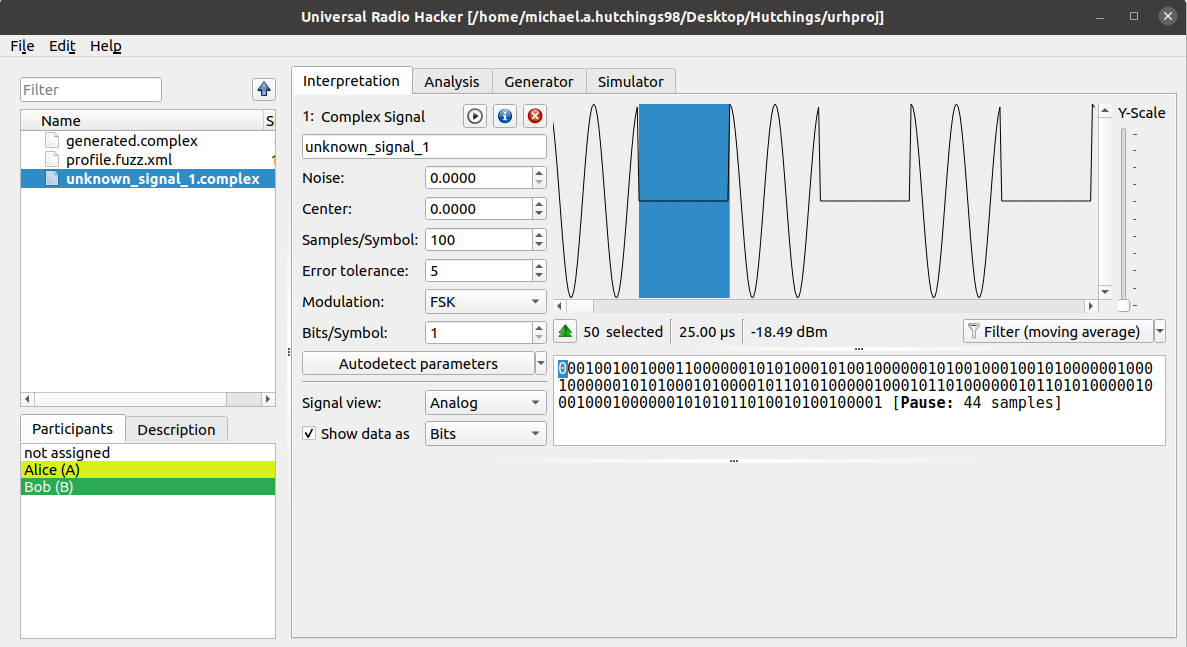 Universal Radio Hacker [/home/michael.a.hutchings98/Desktop/Hutchings/urhproj]
File Edit Help
Filter
Name S
generated.complex
profile.fuzz.xml
unknown_signal_1.complex
Participants Description
not assigned
Alice (A)
Bob (B)
Interpretation Analysis Generator Simulator
1: Complex Signal
unknown_signal_1
Noise: 0.0000
Center: 0.0000
Samples/Symbol: 100
Error tolerance: 5
Modulation: FSK
Bits/Symbol: 1
Autodetect parameters
Signal view: Analog
Show data as Bits
Y-Scale
50 selected 25.00 µs -18.49 dBm Filter (moving average)
000100100100011000000101010001010010000001010010001001010000001000
100000010101000101000010110101000001000101101000000101101010000010
001000100000010101011010010100100001 [Pause: 44 samples]